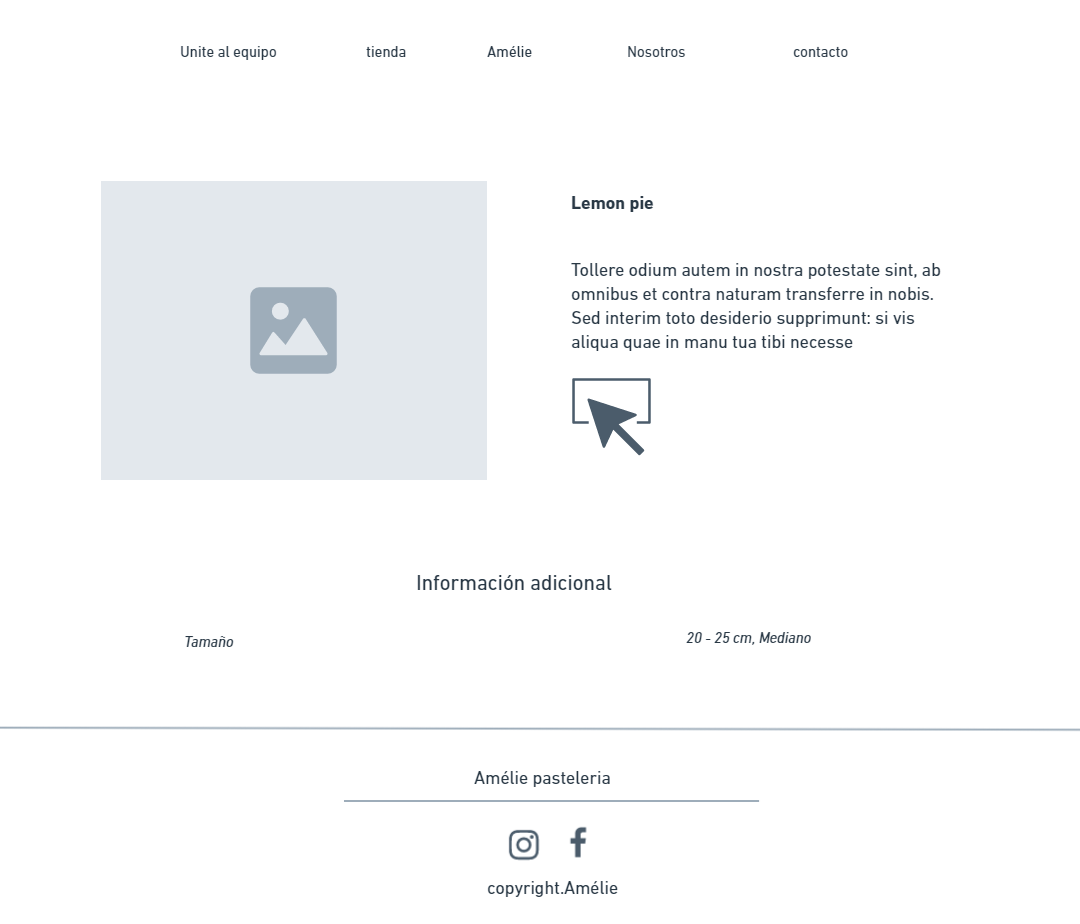 Unite al equipo tienda Amélie Nosotros contacto
Lemon pie
Tollere odium autem in nostra potestate sint, ab
omnibus et contra naturam transferre in nobis.
Sed interim toto desiderio supprimunt: si vis
aliqua quae in manu tua tibi necesse
Información adicional
Tamaño 20 - 25 cm, Mediano
Amélie pasteleria
copyright.Amélie